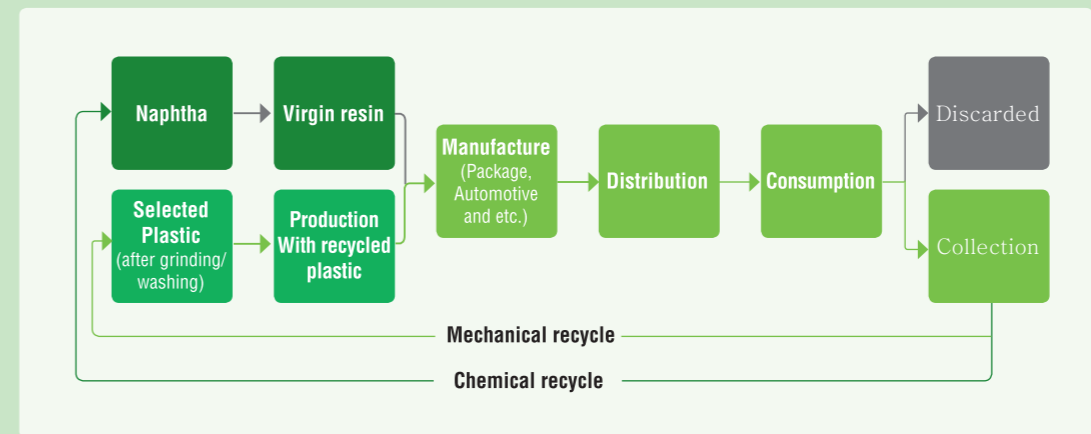 Naphtha
Virgin resin
Selected
Plastic
(after grinding/
washing)
Production
With recycled
plastic
Manufacture
(Package,
Automotive
and etc.)
Distribution
Consumption
Discarded
Collection
Mechanical recycle
Chemical recycle